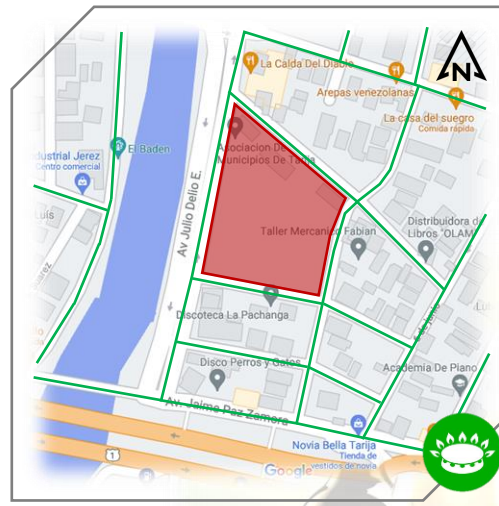 La Calda Del Diablo
N
Arepas venezolanas
La casa del suegro
Comida rápida
Asociacion De
Municipios De Tarija
El Baden
ndustrial Jerez
Centro comercial
Luis
Av Julio Delio E.
Distribuidora de
Libros "OLAM
Taller Mercanico Fabian
Discoteca La Pachanga
Disco Perros y Gatos
Academia De Piano
Av. Jaime Paz Zamora
Novia Bella Tarija
Tienda de
vestidos de novia
1
Google